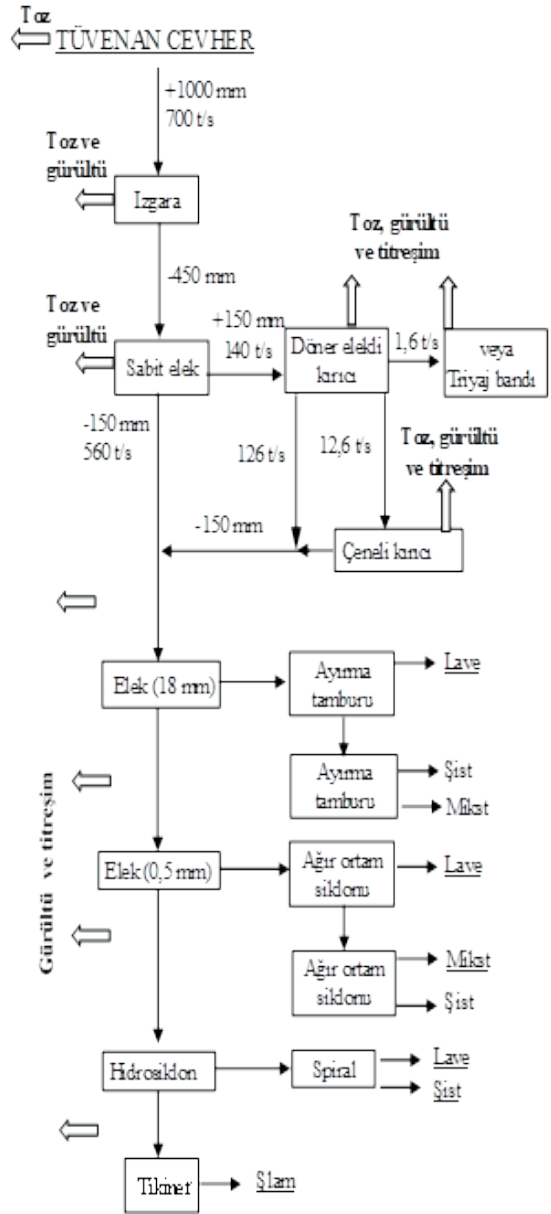 Toz
TÜVENAN CEVHER
+1000 mm
700 t/s
Toz ve
gürültü
Izgara
-450 mm
Toz, gürültü
ve titreşim
Toz ve
gürültü
Sabit elek
+150 mm
140 t/s
Döner elekli
kırıcı
1,6 t/s
veya
Triyaj bandı
-150 mm
560 t/s
126 t/s
12,6 t/s
Toz, gürültü
ve titreşim
-150 mm
Çeneli kırıcı
Elek (18 mm)
Ayırma
tamburu
Lave
Ayırma
tamburu
Şist
Mikst
Gürültü ve titreşim
Elek (0,5 mm)
Ağır ortam
siklonu
Lave
Ağır ortam
siklonu
Mikst
Şist
Hidrosiklon
Spiral
Lave
Şist
Tikiner
Şlam